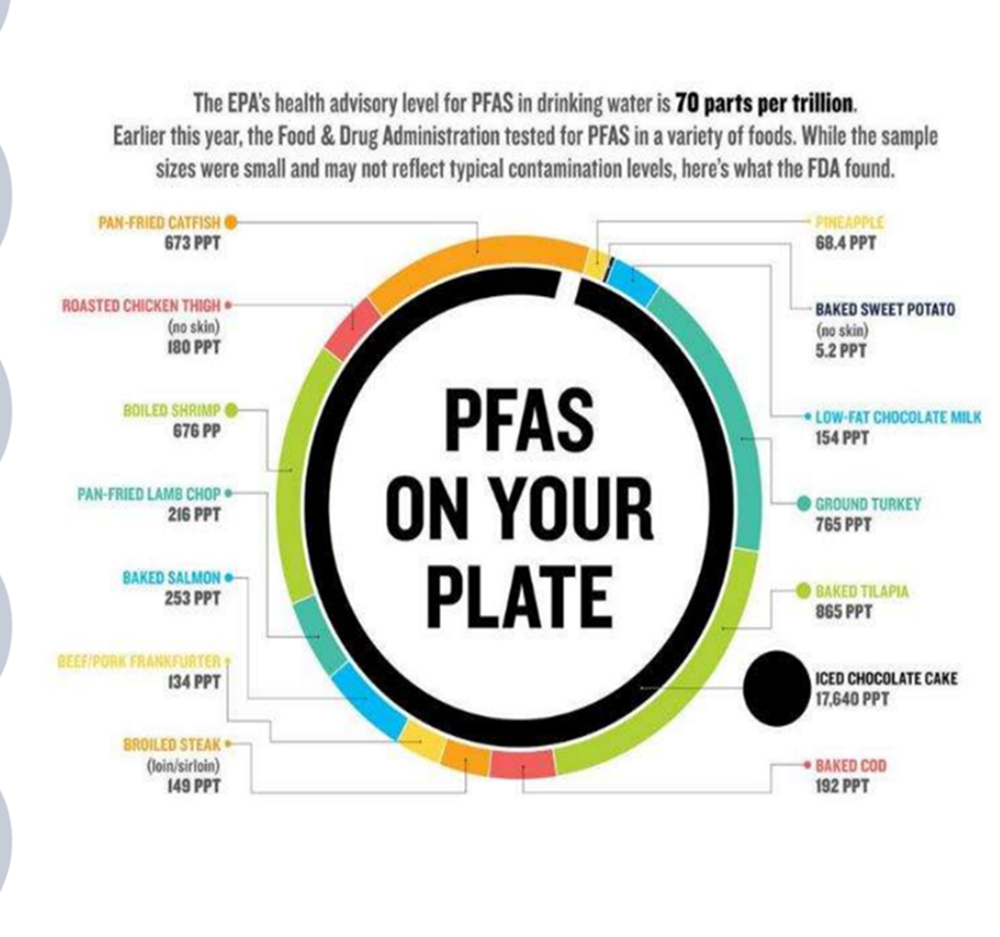 The EPA's health advisory level for PFAS in drinking water is 70 parts per trillion.
Earlier this year, the Food & Drug Administration tested for PFAS in a variety of foods. While the sample
sizes were small and may not reflect typical contamination levels, here's what the FDA found.
PAN-FRIED CATFISH
673 PPT
ROASTED CHICKEN THIGH
(no skin)
180 PPT
BOILED SHRIMP
676 PP
PAN-FRIED LAMB CHOP
216 PPT
BAKED SALMON
253 PPT
BEEF/PORK FRANKFURTER
134 PPT
BROILED STEAK
(loin/sirloin)
149 PPT
PFAS
ON YOUR
PLATE
PINEAPPLE
68.4 PPT
BAKED SWEET POTATO
(no skin)
5.2 PPT
LOW-FAT CHOCOLATE MILK
154 PPT
GROUND TURKEY
765 PPT
BAKED TILAPIA
865 PPT
ICED CHOCOLATE CAKE
17,640 PPT
BAKED COD
192 PPT